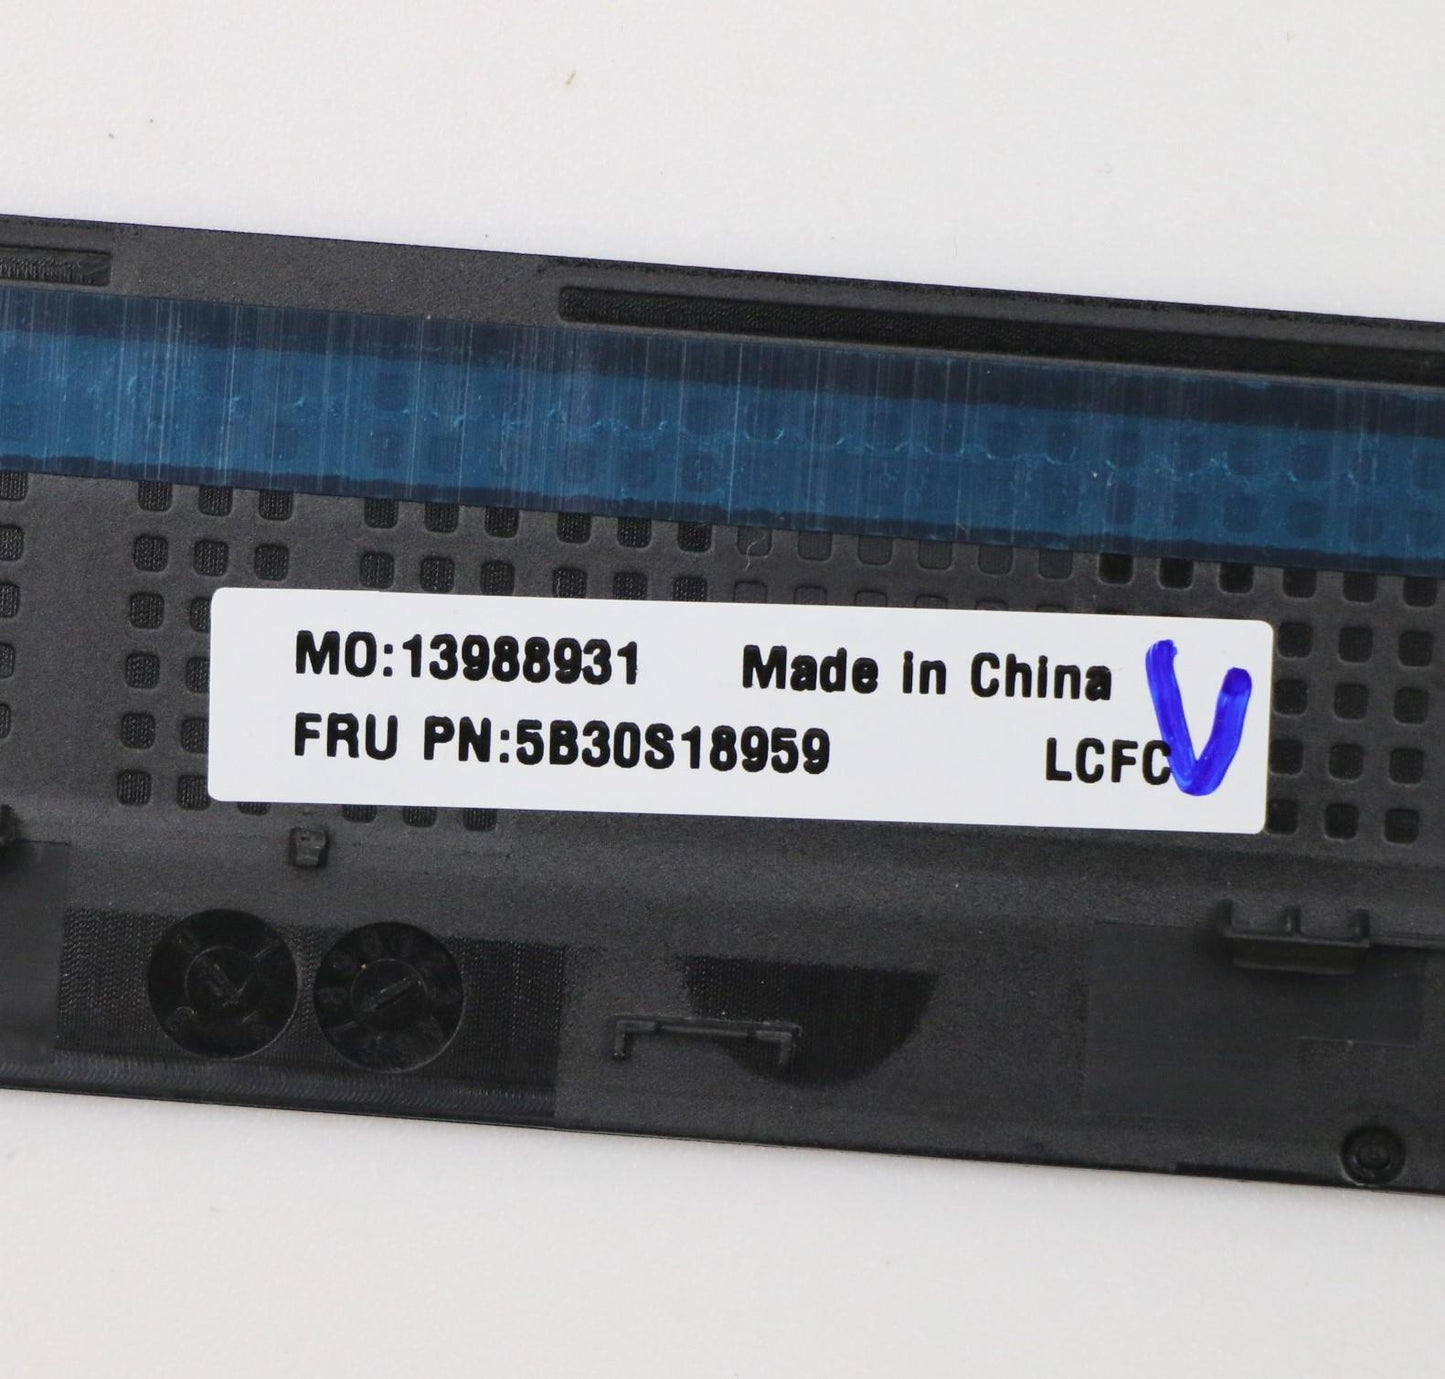 MO:13988931 Made in China
FRU PN:5B30S18959 LCFC
V